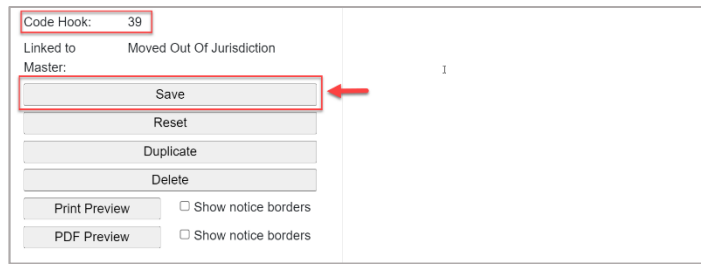 Code Hook: 39
Linked to Moved Out Of Jurisdiction
Master:
Save
Reset
Duplicate
Delete
Print Preview Show notice borders
PDF Preview Show notice borders